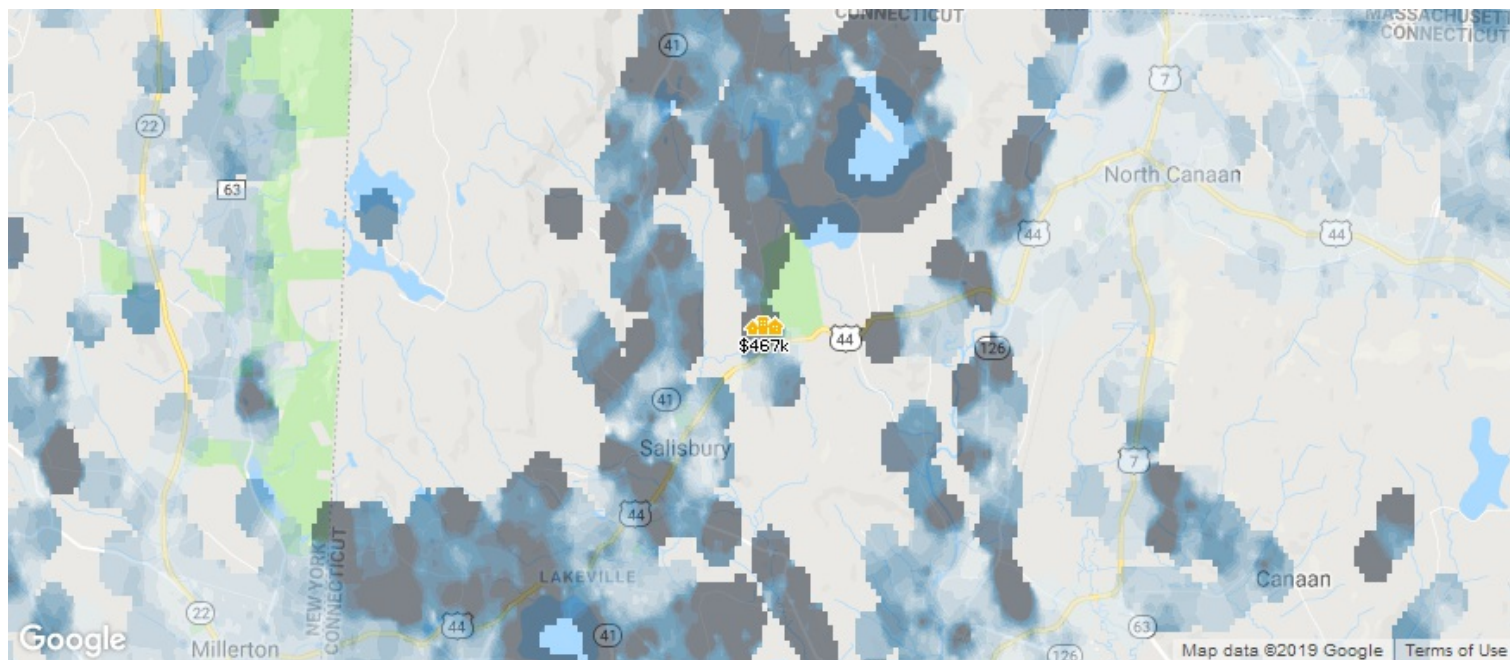 CONNECTICUT
MASSACHUSET
CONNECTICUT
41
7
22
63
North Canaan
44
44
44
$467k
126
41
Salisbury
7
44
NEW YORK
CONNECTICUT
LAKEVILLE
Canaan
22
44
41
63
126
Millerton
Google
Map data ©2019 Google
Terms of Use